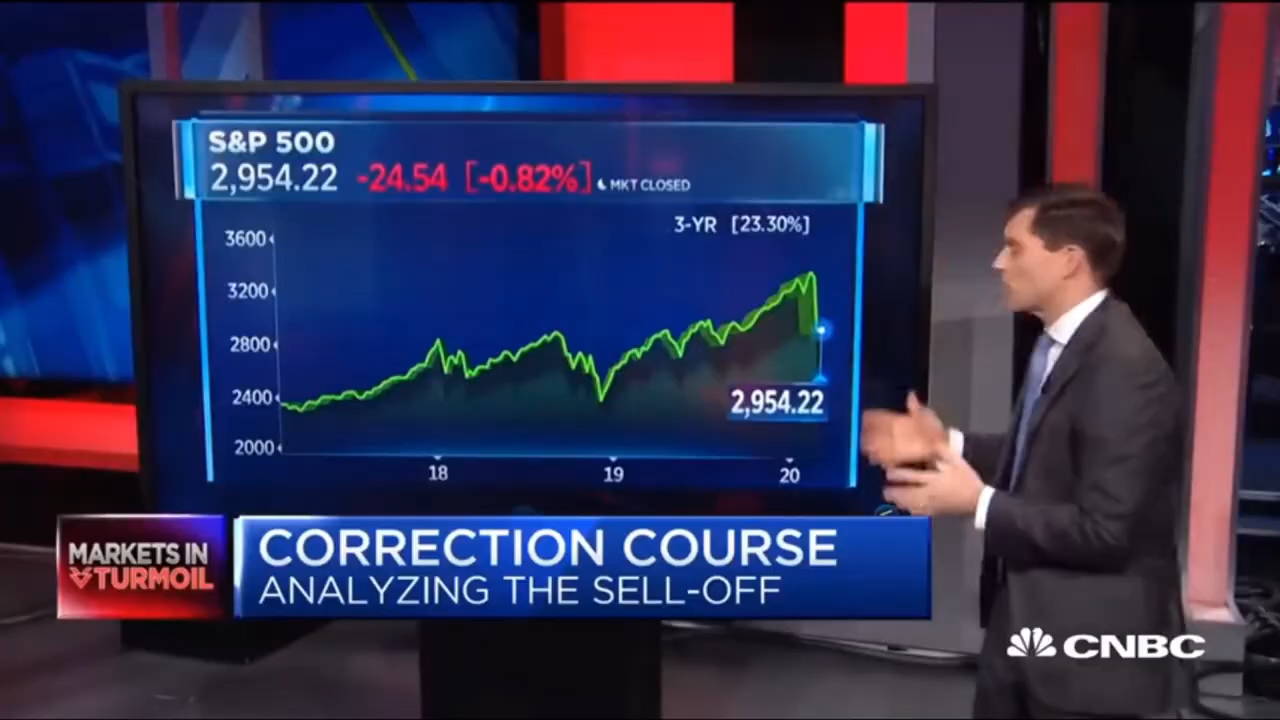 S&P 500
2,954.22 -24.54 [-0.82%] MKT CLOSED
3-YR [23.30%]
3600
3200
2800
2400
2000
2,954.22
18 19 20
MARKETS IN
TURMOIL
CORRECTION COURSE
ANALYZING THE SELL-OFF
CNBC